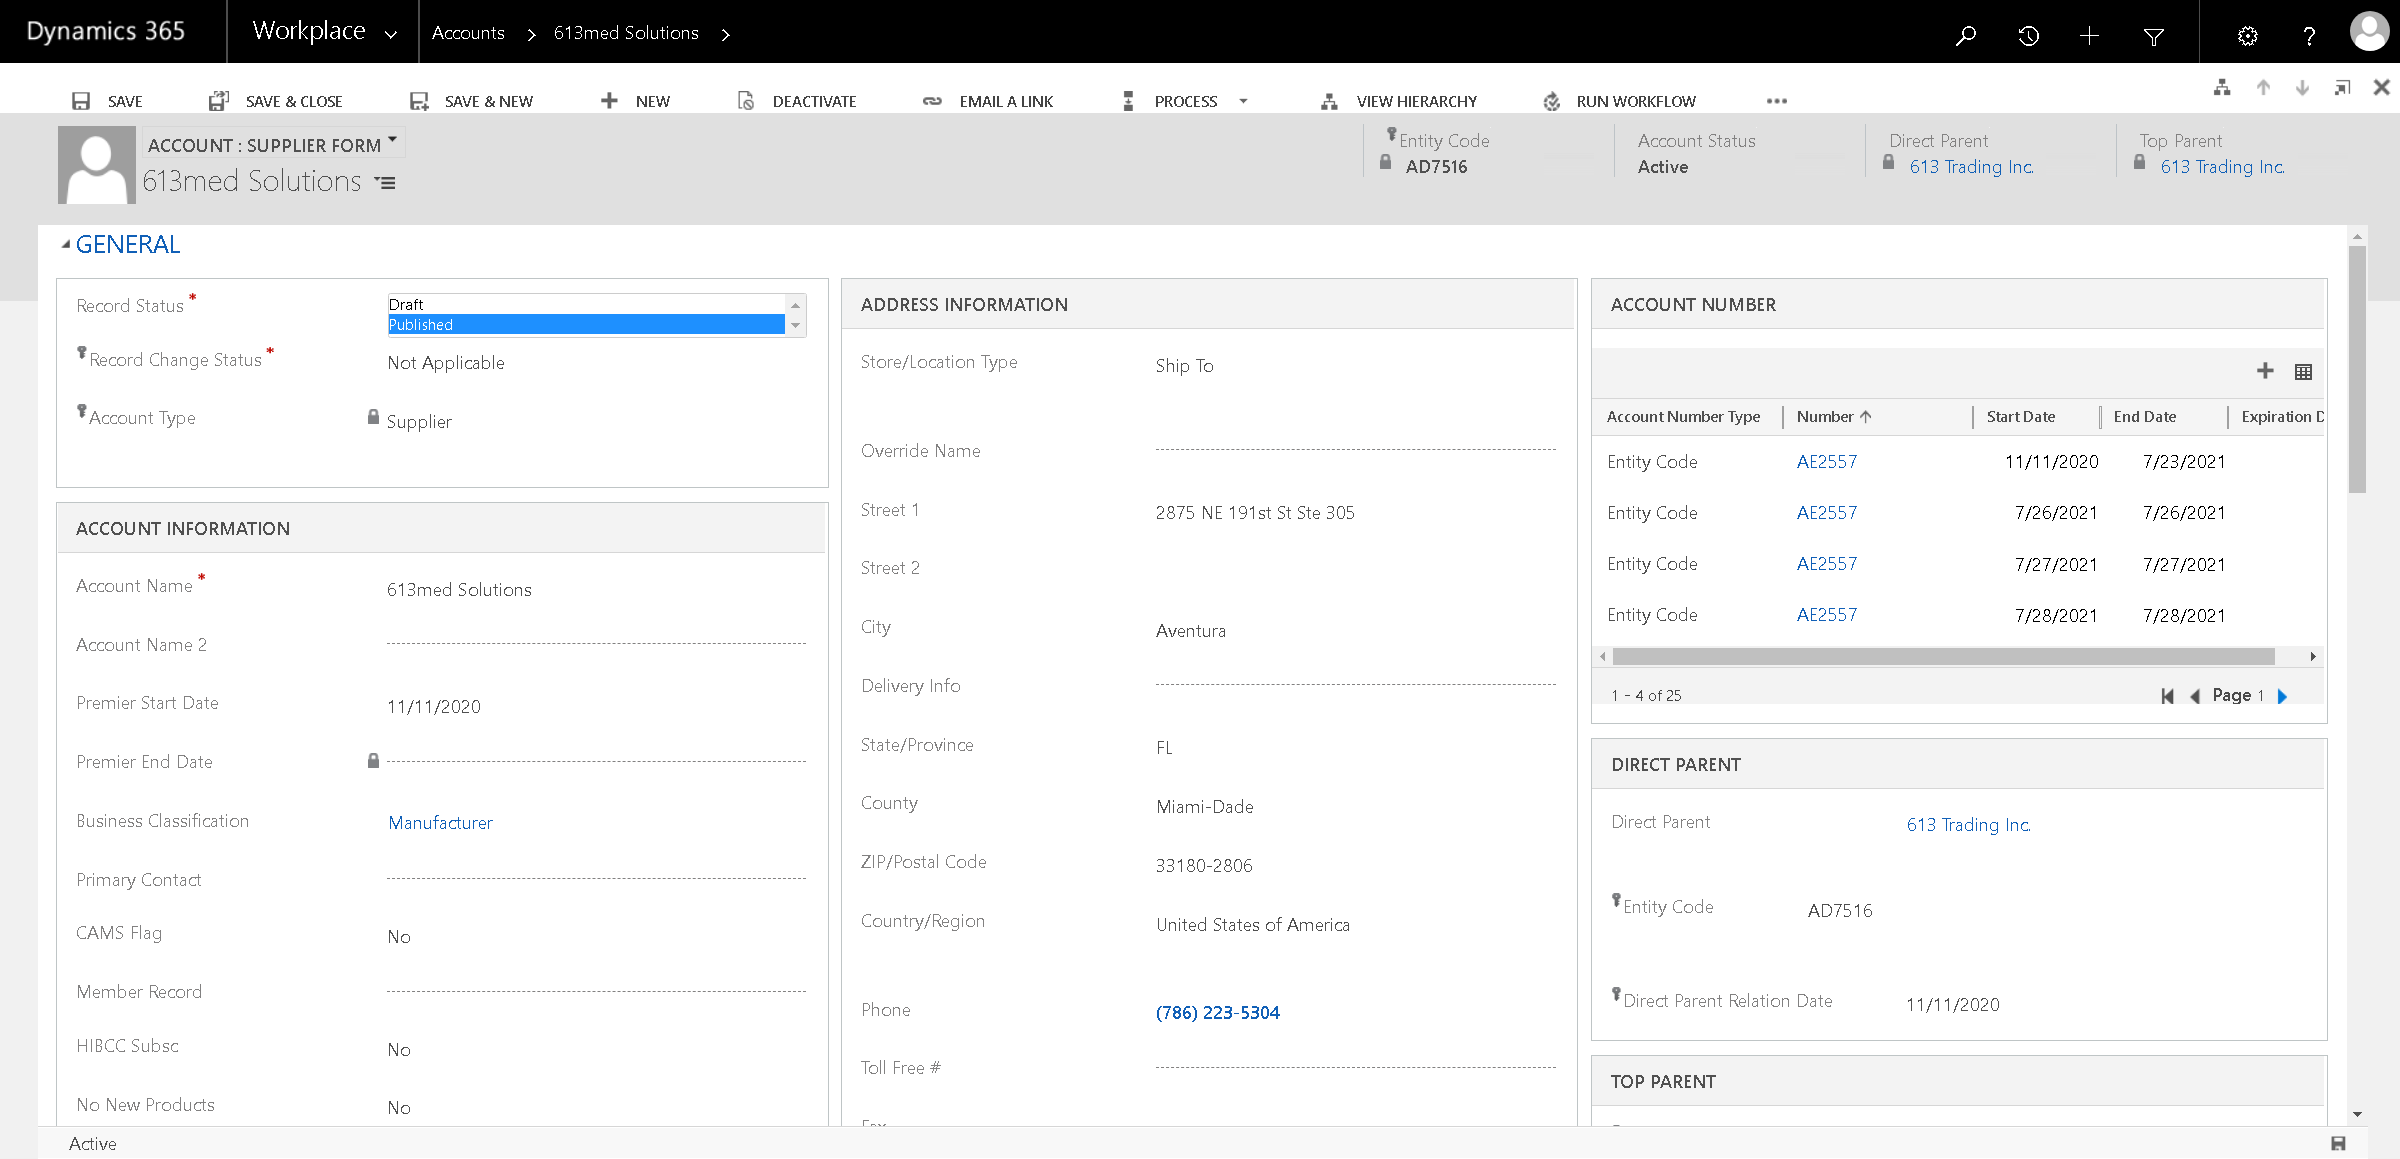 Dynamics 365
Workplace
Accounts
613med Solutions
SAVE
SAVE & CLOSE
SAVE & NEW
NEW
DEACTIVATE
EMAIL A LINK
PROCESS
VIEW HIERARCHY
RUN WORKFLOW
ACCOUNT : SUPPLIER FORM
613med Solutions
Entity Code
AD7516
Account Status
Active
Direct Parent
613 Trading Inc.
Top Parent
613 Trading Inc.
GENERAL
Record Status *
Draft
Published
Record Change Status *
Not Applicable
Account Type
Supplier
ACCOUNT INFORMATION
Account Name *
613med Solutions
Account Name 2
Premier Start Date
11/11/2020
Premier End Date
Business Classification
Manufacturer
Primary Contact
CAMS Flag
No
Member Record
HIBCC Subsc
No
No New Products
No
ADDRESS INFORMATION
Store/Location Type
Ship To
Override Name
Street 1
2875 NE 191st St Ste 305
Street 2
City
Aventura
Delivery Info
State/Province
FL
County
Miami-Dade
ZIP/Postal Code
33180-2806
Country/Region
United States of America
Phone
(786) 223-5304
Toll Free #
ACCOUNT NUMBER
Account Number Type Number Start Date End Date Expiration D
Entity Code AE2557 11/11/2020 7/23/2021
Entity Code AE2557 7/26/2021 7/26/2021
Entity Code AE2557 7/27/2021 7/27/2021
Entity Code AE2557 7/28/2021 7/28/2021
1 - 4 of 25
Page 1
DIRECT PARENT
Direct Parent
613 Trading Inc.
Entity Code
AD7516
Direct Parent Relation Date
11/11/2020
TOP PARENT
Active